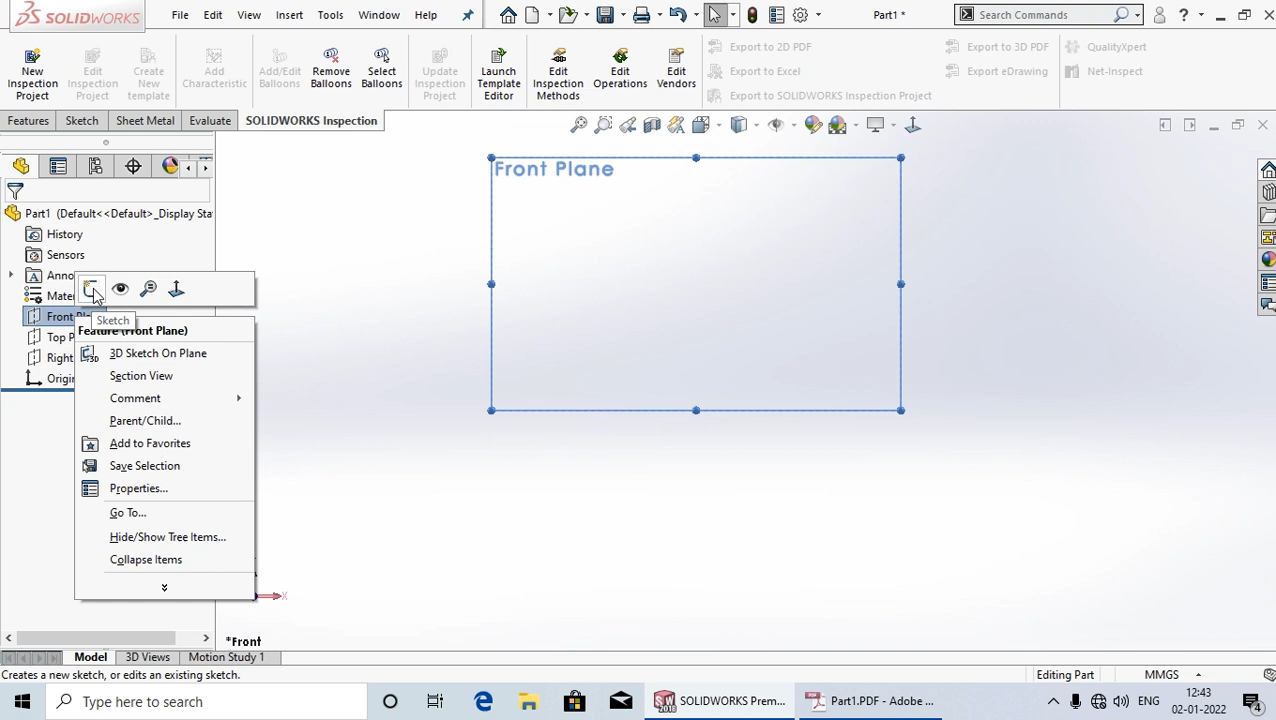 SOLIDWORKS
File Edit View Insert Tools Window Help
Part1 *
Search Commands
New Inspection Project
Edit Inspection Project
Create New template
Add Characteristic
Add/Edit Balloons
Remove Balloons
Select Balloons
Update Inspection Project
Launch Template Editor
Edit Inspection Methods
Edit Operations
Edit Vendors
Export to 2D PDF
Export to Excel
Export to SOLIDWORKS Inspection Project
Export to 3D PDF
Export eDrawing
QualityXpert
Net-Inspect
Features Sketch Sheet Metal Evaluate SOLIDWORKS Inspection
Front Plane
Part1 (Default<<Default>_Display Sta
History
Sensors
Anno
Mate
Front Pla
Sketch
Top P
Right
Origi
Feature (Front Plane)
3D Sketch On Plane
Section View
Comment
Parent/Child...
Add to Favorites
Save Selection
Properties...
Go To...
Hide/Show Tree Items...
Collapse Items
X
*Front
Model 3D Views Motion Study 1
Creates a new sketch, or edits an existing sketch.
Editing Part MMGS
Type here to search
SOLIDWORKS Prem...
Part1.PDF - Adobe ...
ENG
12:43
02-01-2022
4